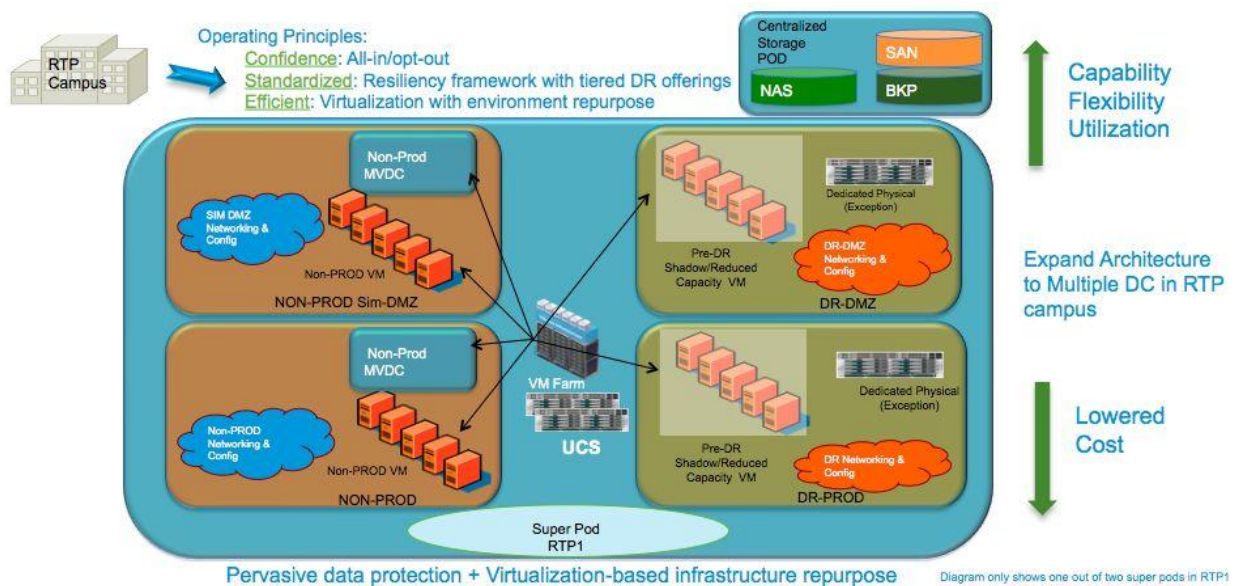 RTP
Campus
Operating Principles:
Confidence: All-in/opt-out
Standardized: Resiliency framework with tiered DR offerings
Efficient: Virtualization with environment repurpose
Centralized
Storage
POD
SAN
NAS
BKP
Capability
Flexibility
Utilization
Non-Prod
MVDC
SIM DMZ
Networking &
Config
Non-PROD VM
NON-PROD Sim-DMZ
Dedicated Physical
(Exception)
Pre-DR
Shadow/Reduced
Capacity VM
DR-DMZ
Networking
& Config
DR-DMZ
Expand Architecture
to Multiple DC in RTP
campus
Non-Prod
MVDC
Non-PROD
Networking &
Config
Non-PROD VM
NON-PROD
VM Farm
UCS
Dedicated Physical
(Exception)
Pre-DR
Shadow/Reduced
Capacity VM
DR Networking &
Config
DR-PROD
Lowered
Cost
Super Pod
RTP1
Pervasive data protection + Virtualization-based infrastructure repurpose
Diagram only shows one out of two super pods in RTP1